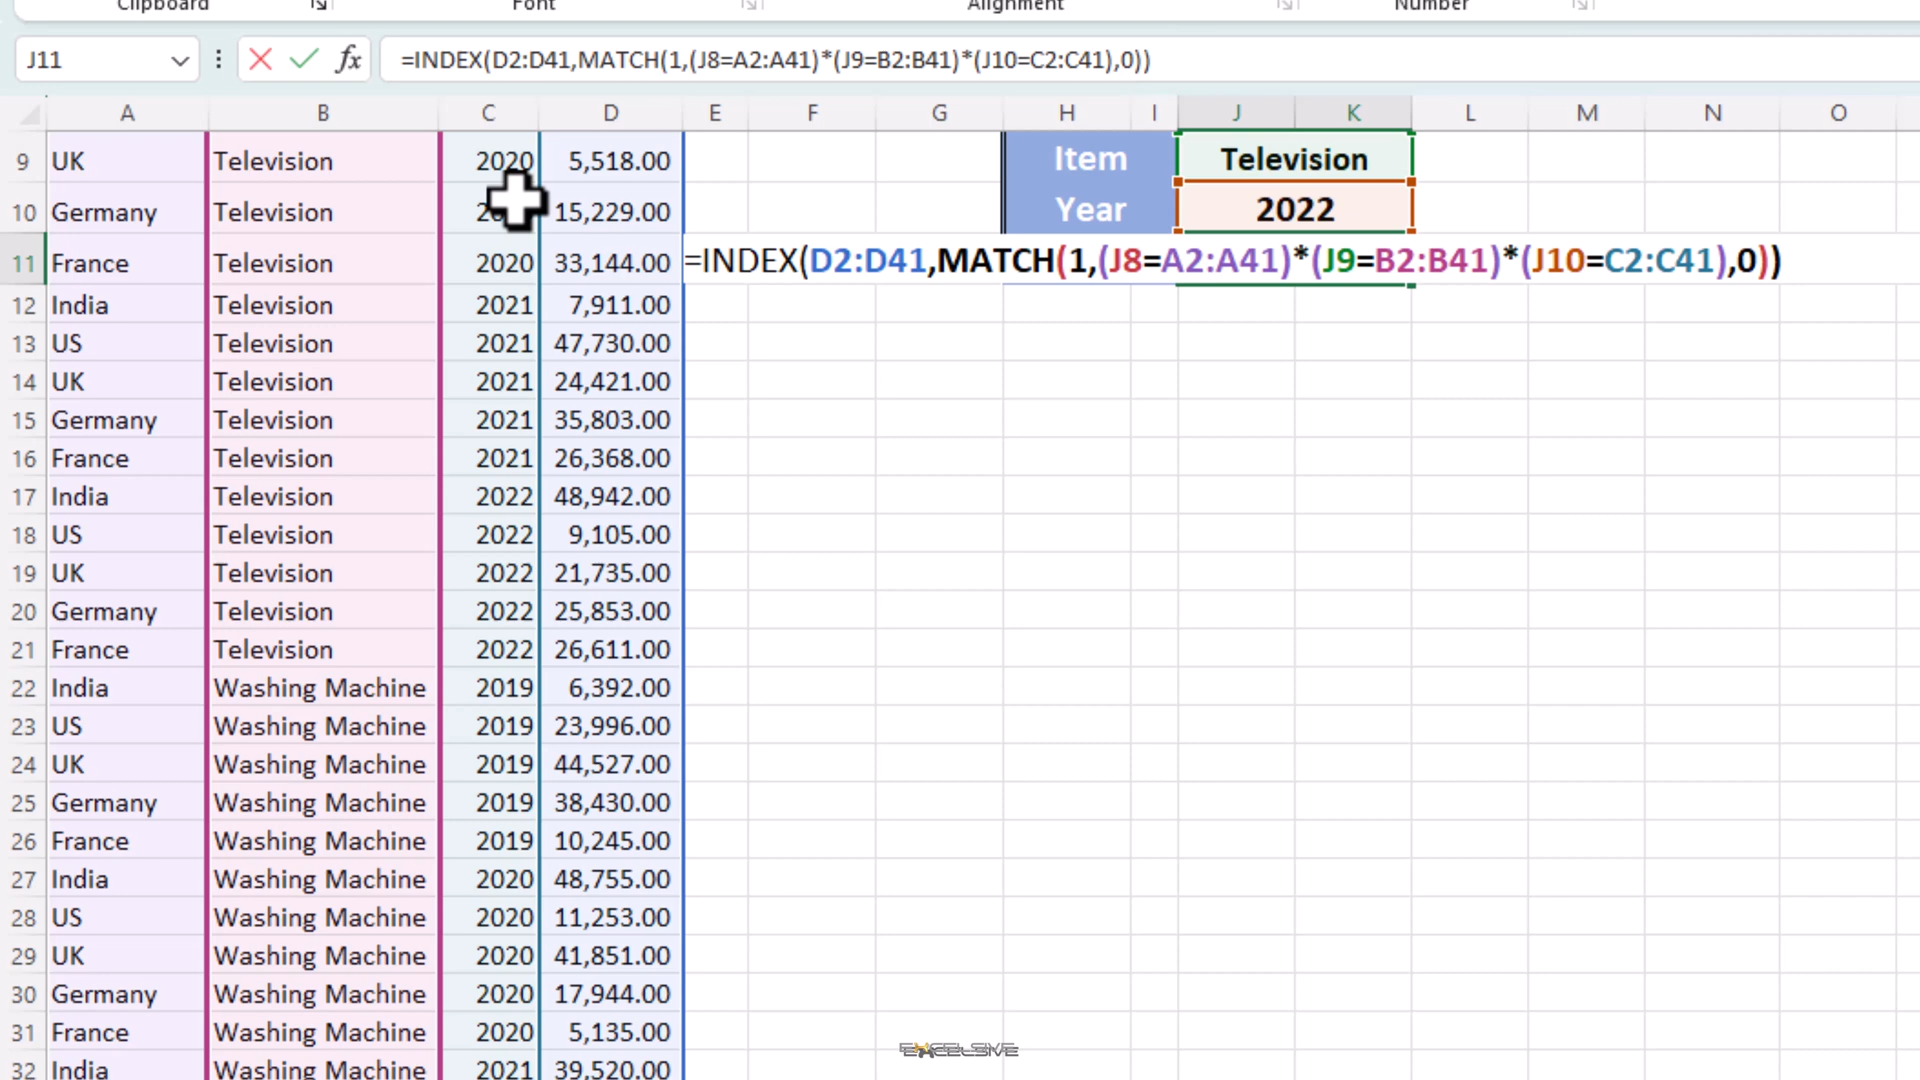 Clipboard Font Alignment Number
J11 fx =INDEX(D2:D41,MATCH(1,(J8=A2:A41)*(J9=B2:B41)*(J10=C2:C41),0))
A B C D E F G H I J K L M N O
9 UK Television 2020 5,518.00 Item Television
10 Germany Television 15,229.00 Year 2022
11 France Television 2020 33,144.00 =INDEX(D2:D41,MATCH(1,(J8=A2:A41)*(J9=B2:B41)*(J10=C2:C41),0))
12 India Television 2021 7,911.00
13 US Television 2021 47,730.00
14 UK Television 2021 24,421.00
15 Germany Television 2021 35,803.00
16 France Television 2021 26,368.00
17 India Television 2022 48,942.00
18 US Television 2022 9,105.00
19 UK Television 2022 21,735.00
20 Germany Television 2022 25,853.00
21 France Television 2022 26,611.00
22 India Washing Machine 2019 6,392.00
23 US Washing Machine 2019 23,996.00
24 UK Washing Machine 2019 44,527.00
25 Germany Washing Machine 2019 38,430.00
26 France Washing Machine 2019 10,245.00
27 India Washing Machine 2020 48,755.00
28 US Washing Machine 2020 11,253.00
29 UK Washing Machine 2020 41,851.00
30 Germany Washing Machine 2020 17,944.00
31 France Washing Machine 2020 5,135.00
32 India Washing Machine 2021 39,520.00